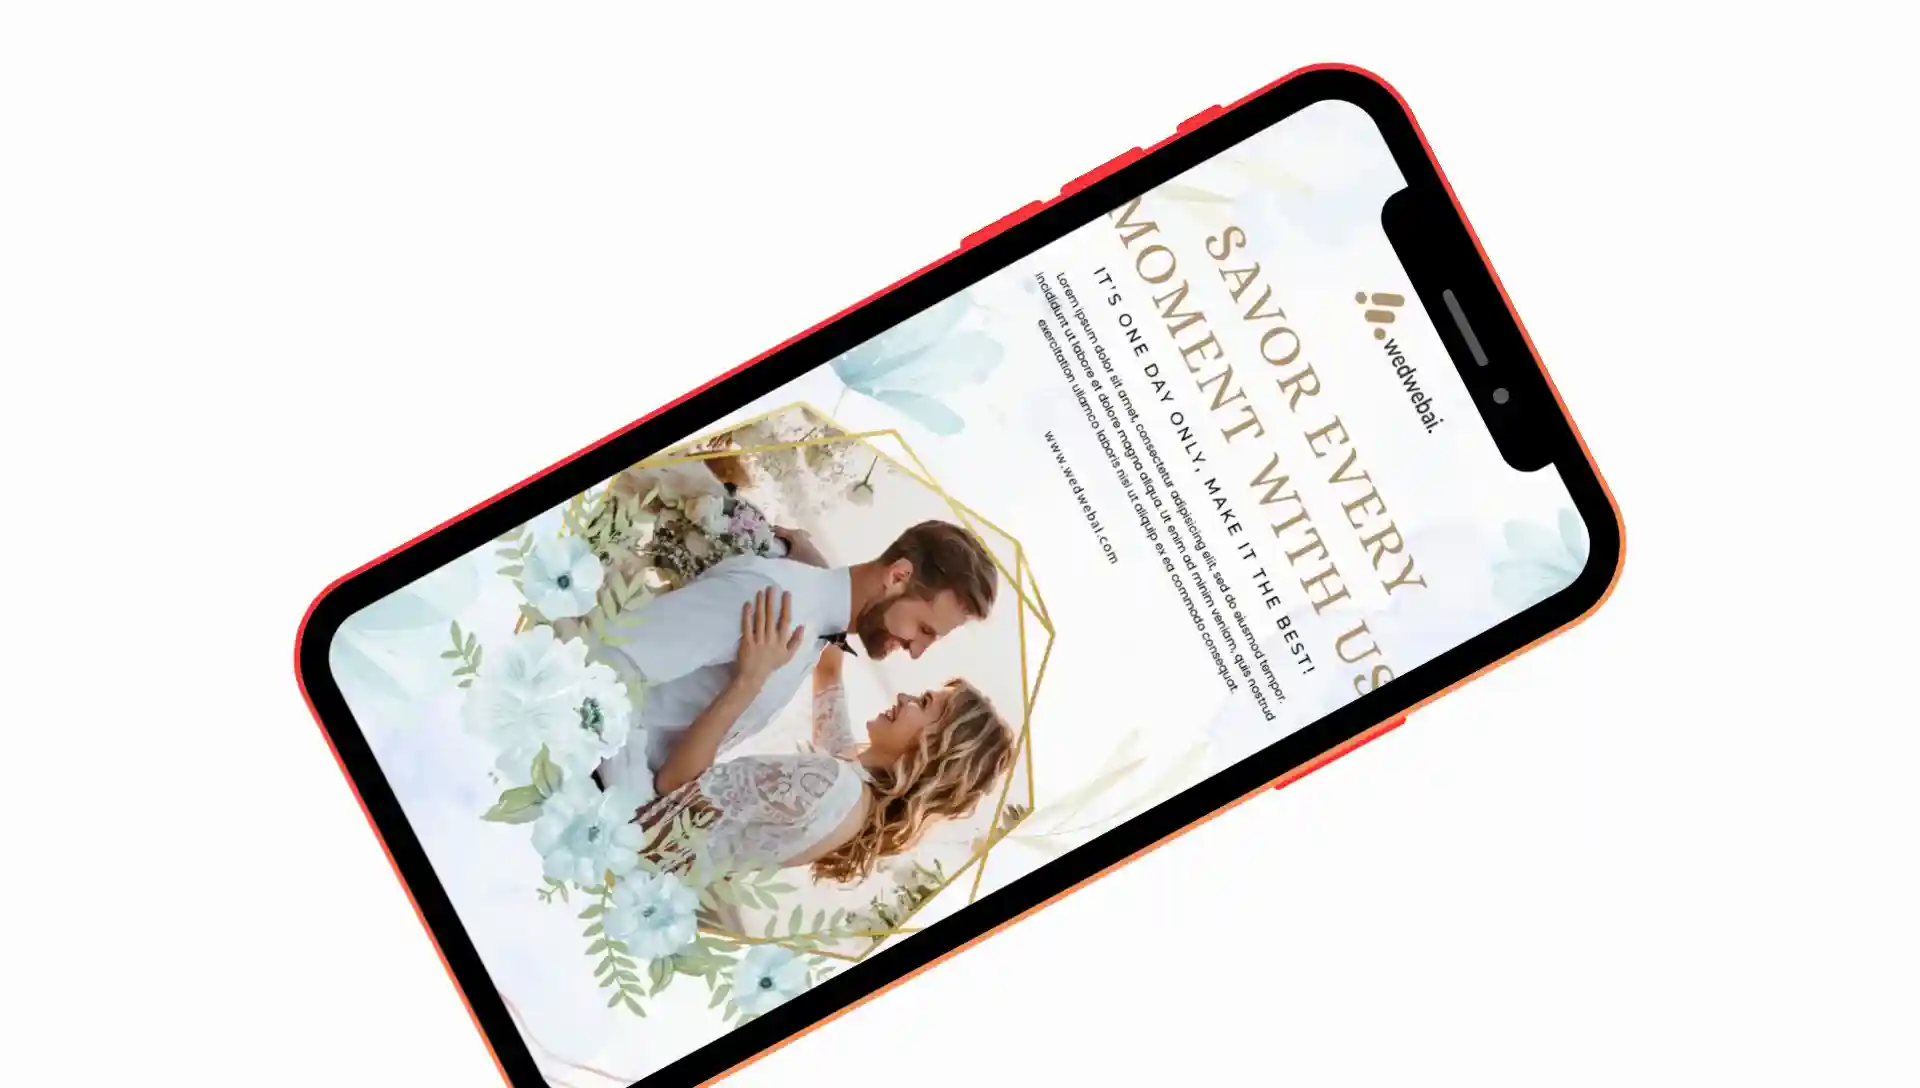 wedwebai.
SAVOR EVERY
MOMENT WITH US
IT'S ONE DAY ONLY, MAKE IT THE BEST!
Lorem ipsum dolor sit amet, consectetur adipisicing elit, sed do eiusmod tempor.
incididunt ut labore et dolore magna aliqua. Ut enim ad minim veniam, quis nostrud
exercitation ullamco laboris nisi ut aliquip ex ea commodo consequat.
www.wedwebai.com